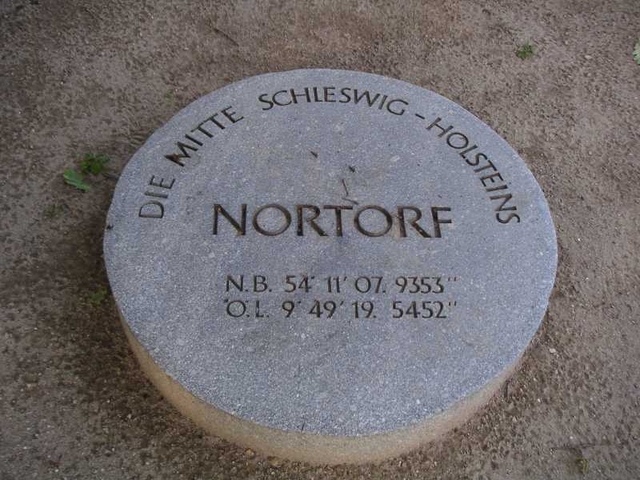 DIE MITTE SCHLESWIG-HOLSTEINS
NORTORF
N.B. 54° 11' 07. 9353"
Ö.L. 9° 49' 19. 5452"